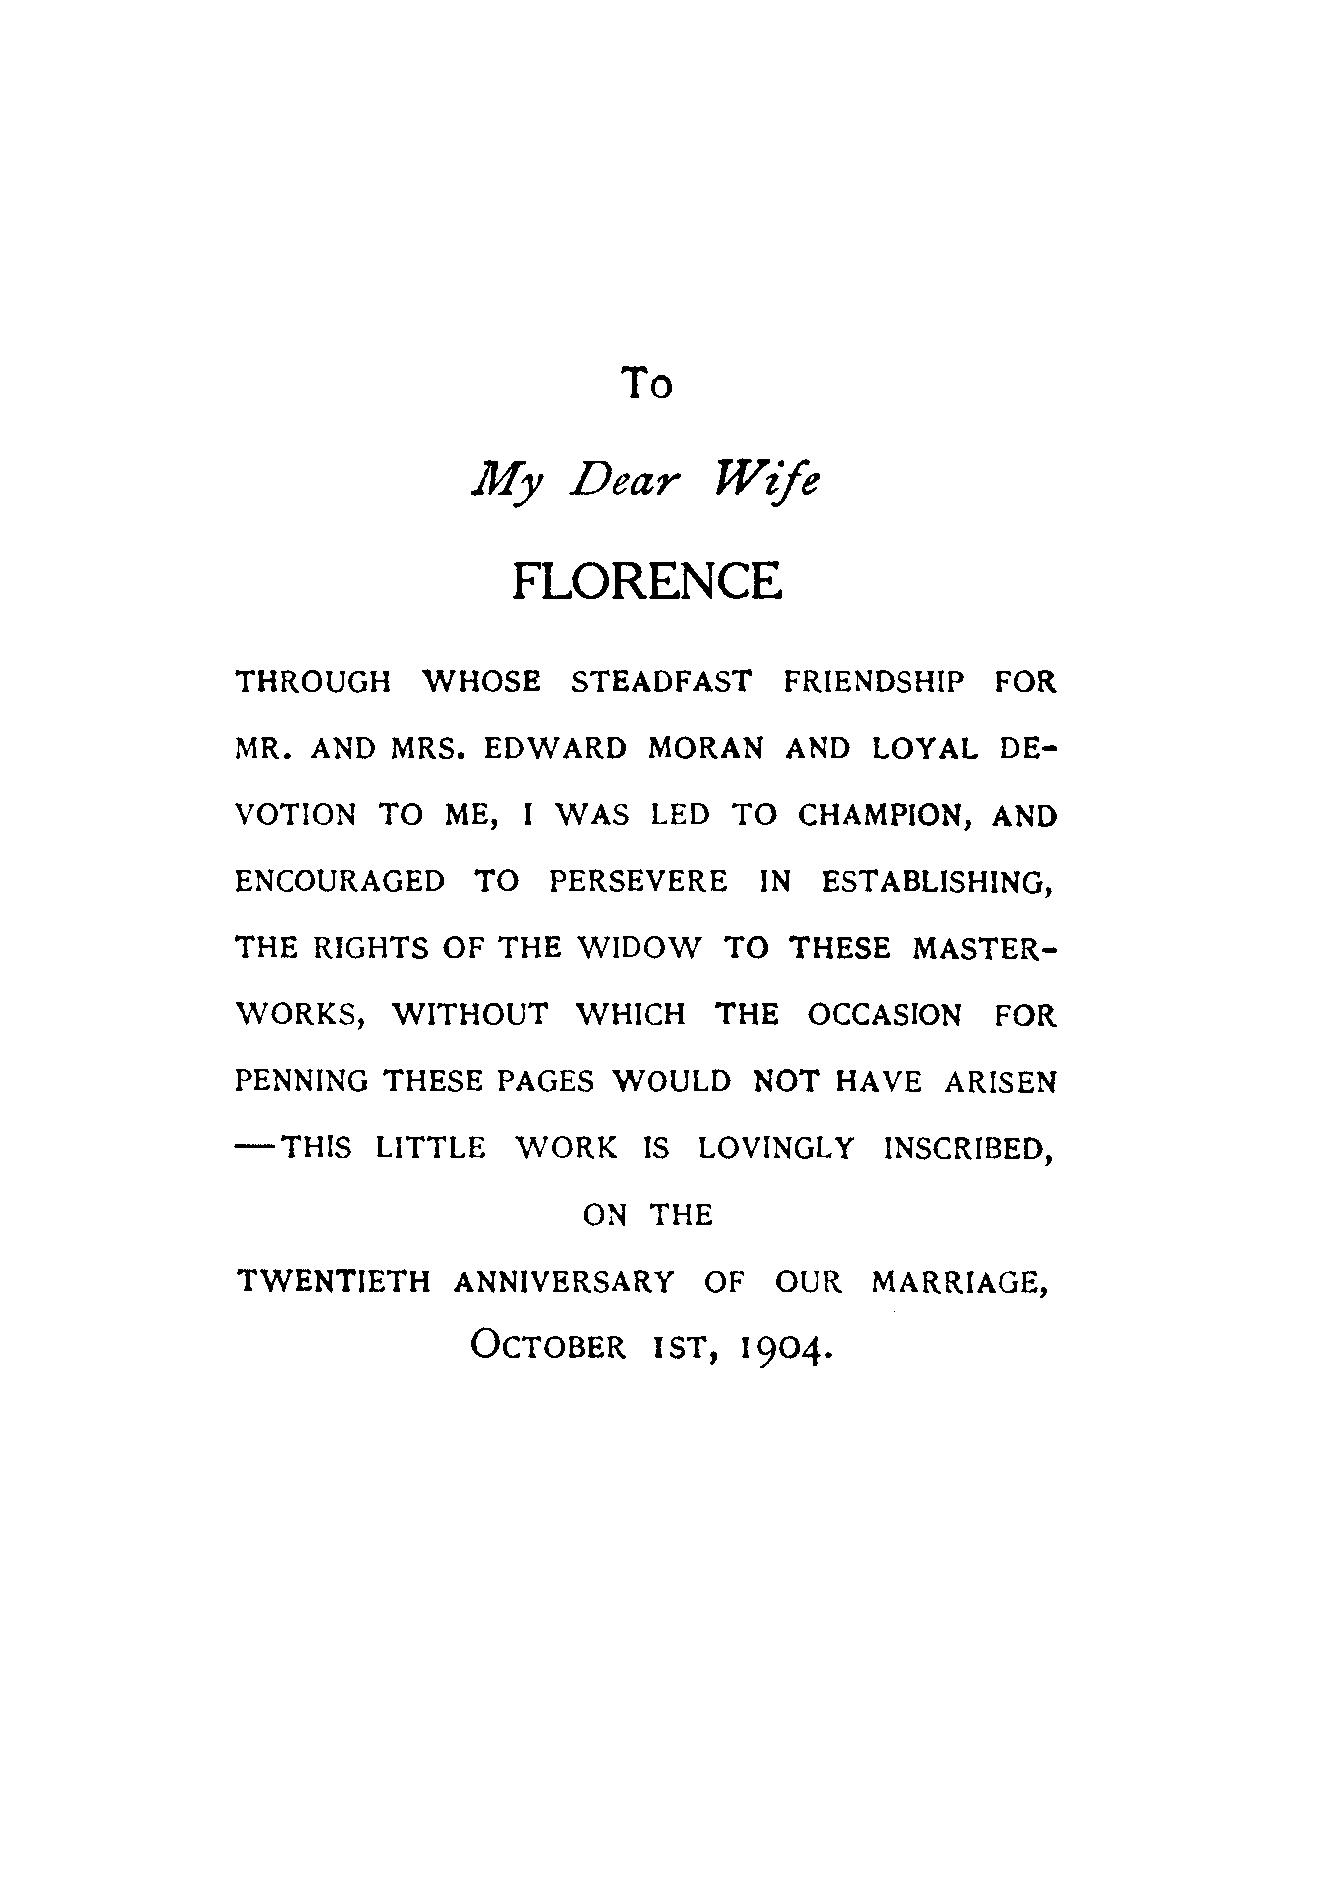 To
My Dear Wife
FLORENCE
THROUGH WHOSE STEADFAST FRIENDSHIP FOR
MR. AND MRS. EDWARD MORAN AND LOYAL DE-
VOTION TO ME, I WAS LED TO CHAMPION, AND
ENCOURAGED TO PERSEVERE IN ESTABLISHING,
THE RIGHTS OF THE WIDOW TO THESE MASTER-
WORKS, WITHOUT WHICH THE OCCASION FOR
PENNING THESE PAGES WOULD NOT HAVE ARISEN
—THIS LITTLE WORK IS LOVINGLY INSCRIBED,
ON THE
TWENTIETH ANNIVERSARY OF OUR MARRIAGE,
OCTOBER 1ST, 1904.